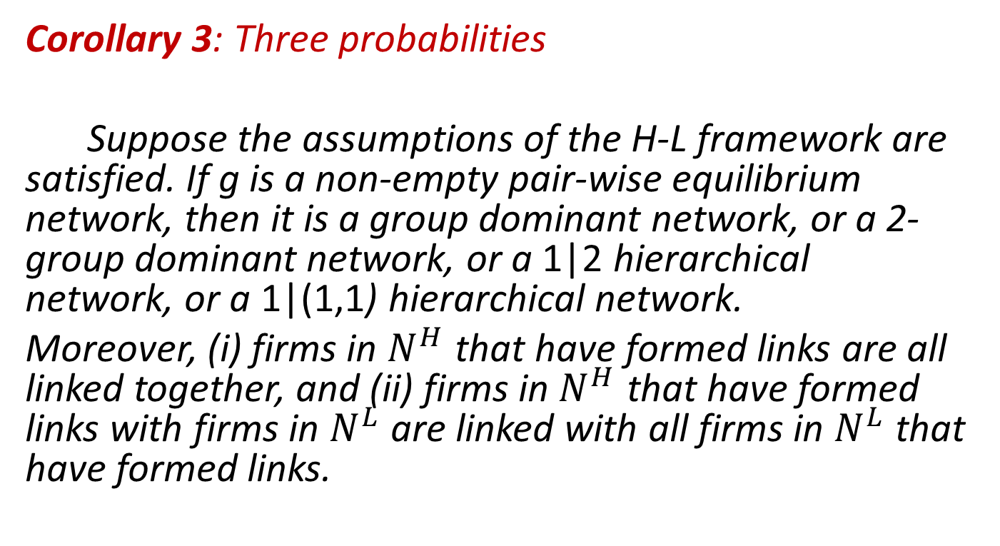 Corollary 3: Three probabilities
Suppose the assumptions of the H-L framework are
satisfied. If g is a non-empty pair-wise equilibrium
network, then it is a group dominant network, or a 2-
group dominant network, or a 1|2 hierarchical
network, or a 1|(1,1) hierarchical network.
Moreover, (i) firms in N^H that have formed links are all
linked together, and (ii) firms in N^H that have formed
links with firms in N^L are linked with all firms in N^L that
have formed links.